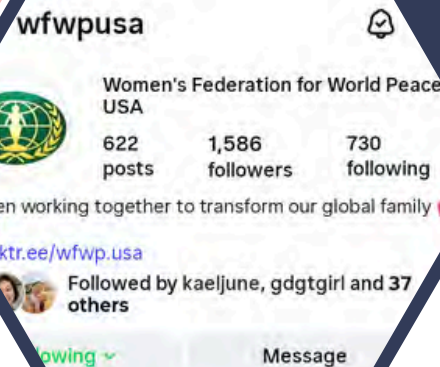 wfwpusa
Women's Federation for World Peace
USA
622 1,586 730
posts followers following
en working together to transform our global family
ktr.ee/wfwp.usa
Followed by kaeljune, gdgtgirl and 37
others
owing
Message